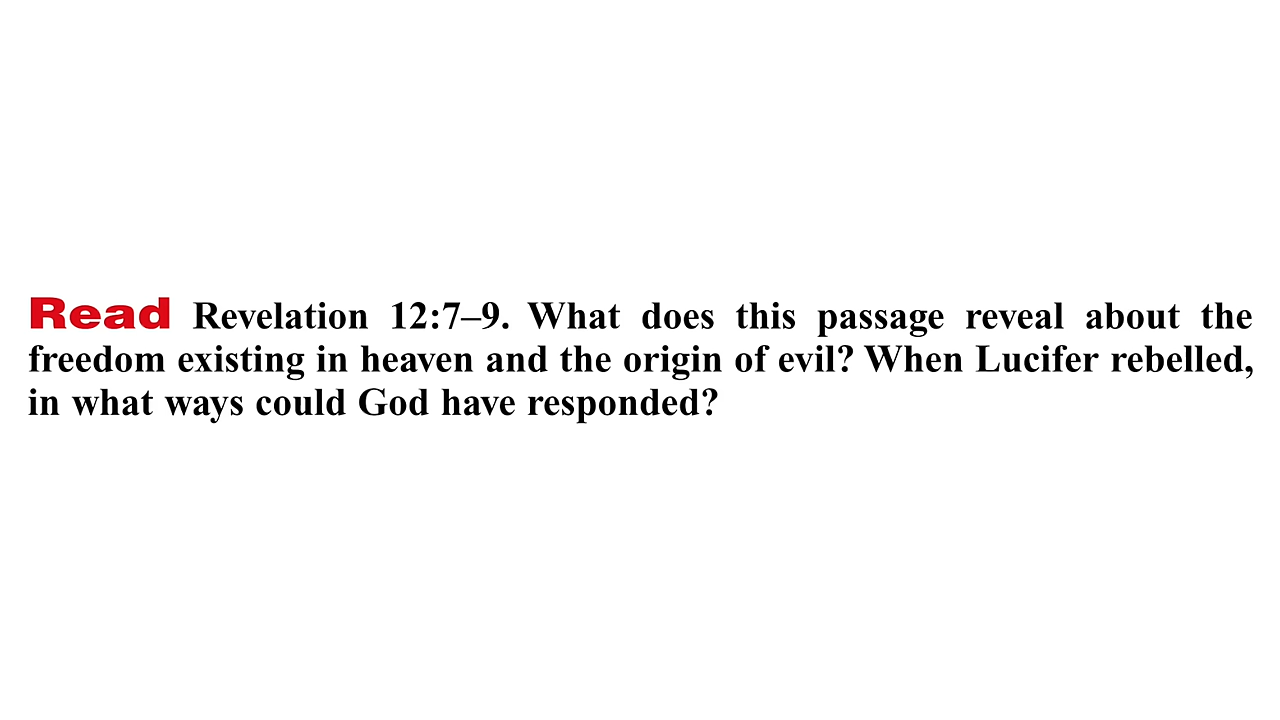 Read Revelation 12:7–9. What does this passage reveal about the
freedom existing in heaven and the origin of evil? When Lucifer rebelled,
in what ways could God have responded?